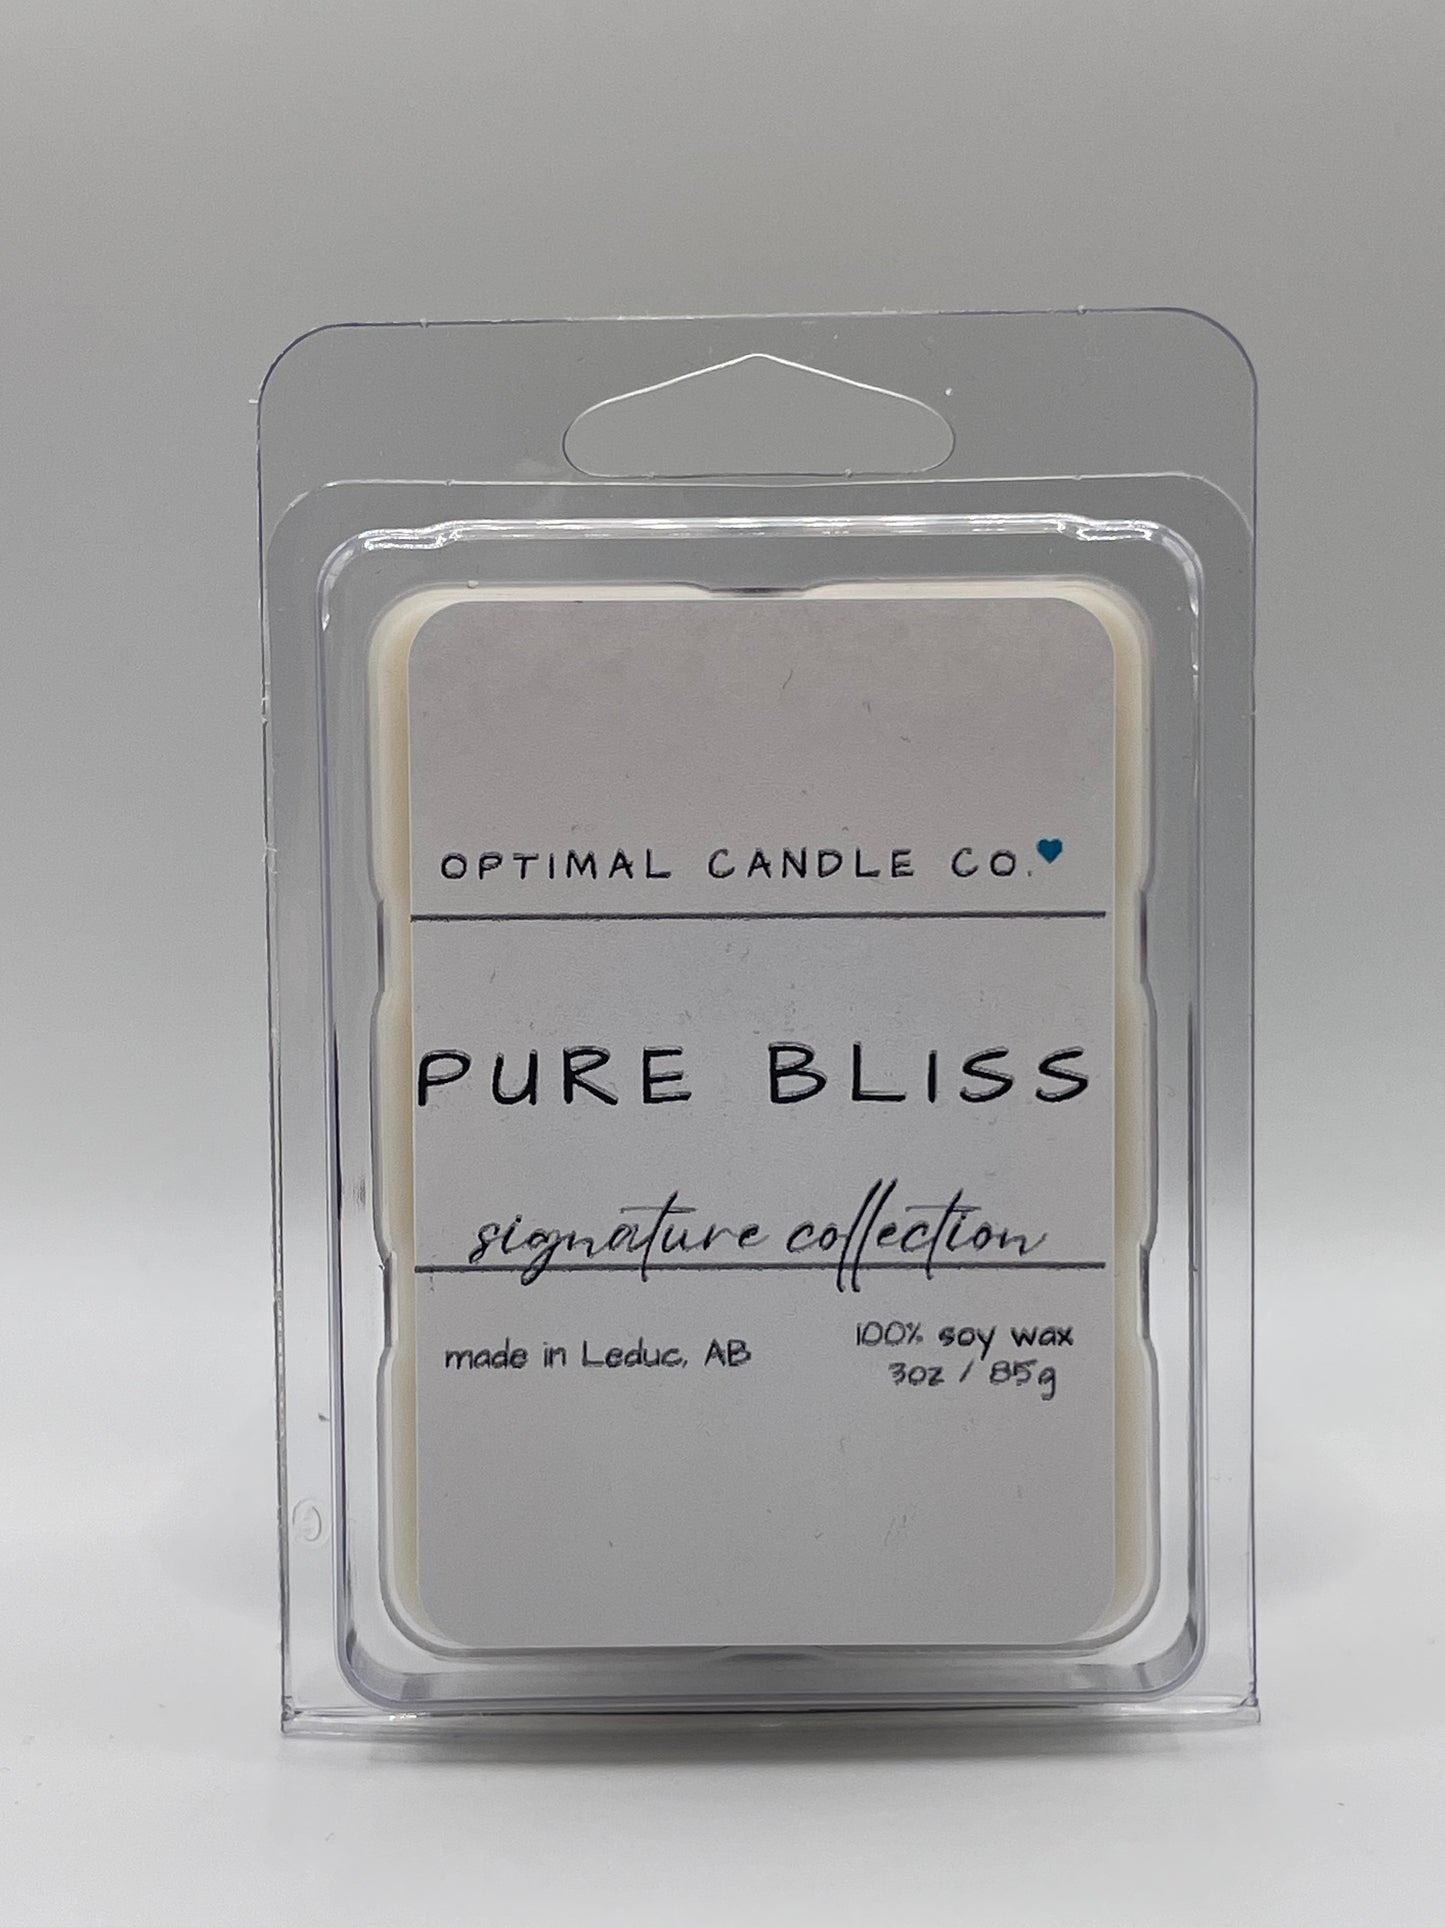 OPTIMAL CANDLE CO.
PURE BLISS
signature collection
made in Leduc, AB
100% soy wax
3oz / 85g